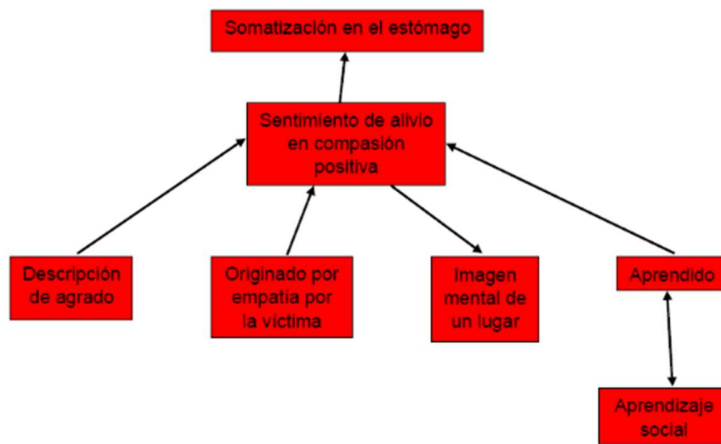 Somatización en el estómago
Sentimiento de alivio
en compasión
positiva
Descripción
de agrado
Originado por
empatía por
la víctima
Imagen
mental de
un lugar
Aprendido
Aprendizaje
social